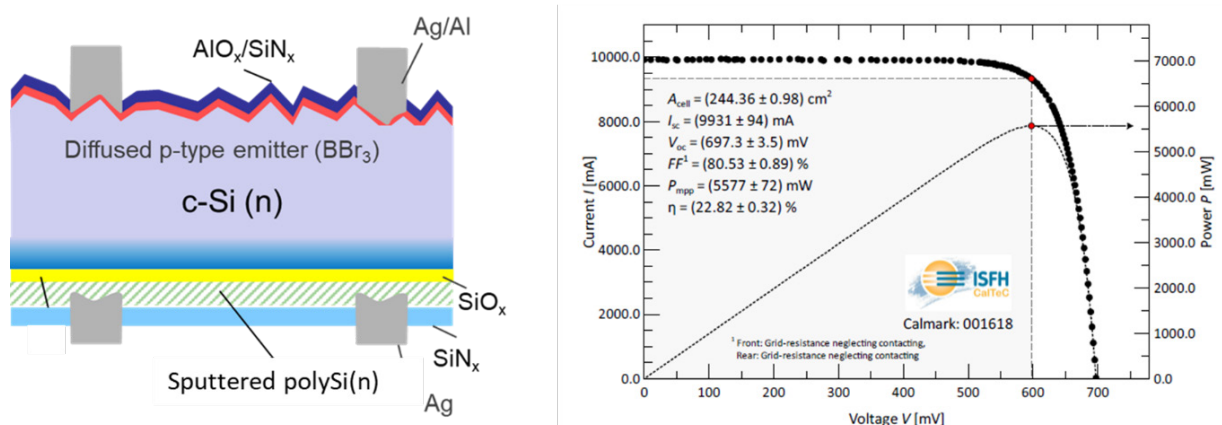 Ag/Al
AlOₓ/SiNₓ
Diffused p-type emitter (BBr₃)
c-Si (n)
SiOₓ
SiNₓ
Sputtered polySi(n)
Ag
Current I [mA]
10000.0
8000.0
6000.0
4000.0
2000.0
0.0
A_cell = (244.36 ± 0.98) cm²
I_sc = (9931 ± 94) mA
V_oc = (697.3 ± 3.5) mV
FF¹ = (80.53 ± 0.89) %
P_mpp = (5577 ± 72) mW
η = (22.82 ± 0.32) %
ISFH
CalTeC
Calmark: 001618
¹ Front: Grid-resistance neglecting contacting,
Rear: Grid-resistance neglecting contacting
0 100 200 300 400 500 600 700
Voltage V [mV]
7000.0
6000.0
5000.0
4000.0
3000.0
2000.0
1000.0
0.0
Power P [mW]